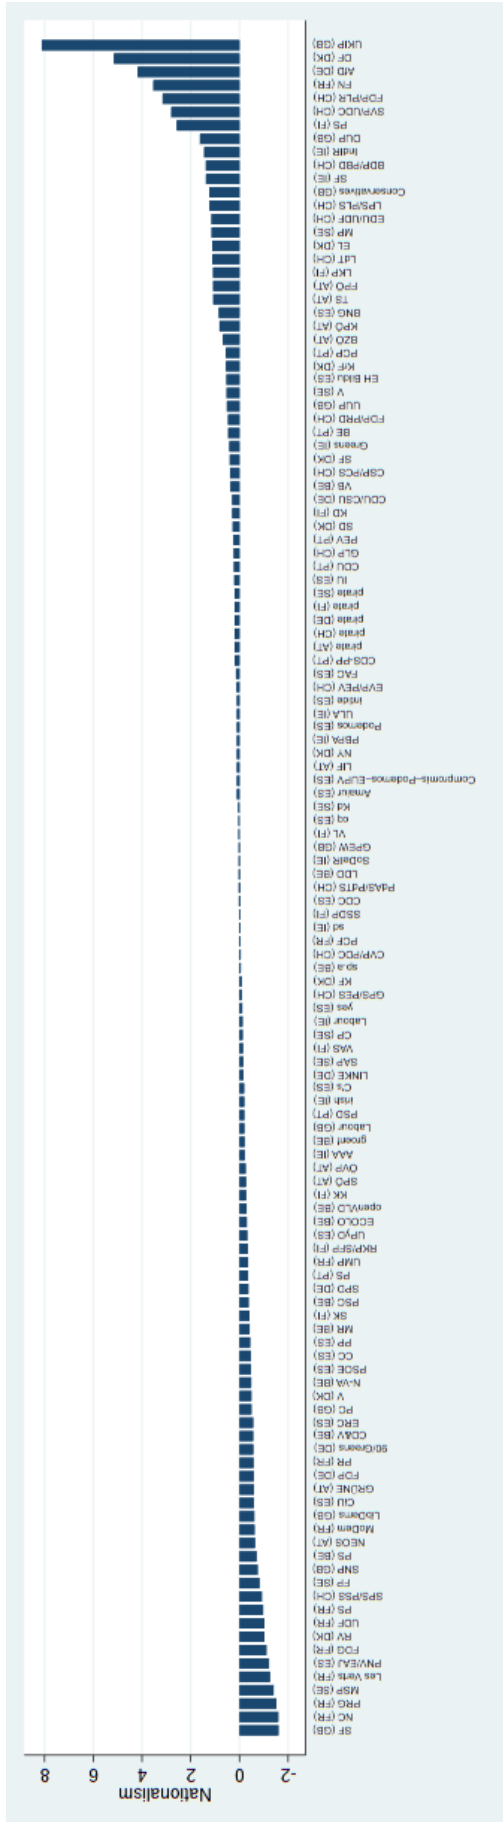 Nationalism
-2 0 2 4 6 8
SF (GB)
NC (FR)
PRG (FR)
MSP (SE)
Les Verts (FR)
PNV/EAJ (ES)
FDG (FR)
RV (DK)
UDF (FR)
PS (FR)
SPS/PSS (CH)
FP (SE)
SNP (GB)
PS (BE)
NEOS (AT)
MoDem (FR)
LibDems (GB)
CiU (ES)
GRÜNE (AT)
FDP (DE)
PR (FR)
90/Greens (DE)
CD&V (BE)
ERC (ES)
PC (GB)
V (DK)
N-VA (BE)
PSOE (ES)
CC (ES)
PP (ES)
MR (BE)
SK (FI)
PSC (BE)
SPD (DE)
PS (PT)
UMP (FR)
RKP/SFP (FI)
UPyD (ES)
ECOLO (BE)
openVLD (BE)
KK (FI)
SPÖ (AT)
ÖVP (AT)
AAA (IE)
groen! (BE)
Labour (GB)
PSD (PT)
irish (IE)
C's (ES)
LINKE (DE)
SAP (SE)
VAS (FI)
CP (SE)
Labour (IE)
yes (ES)
GPS/PES (CH)
KF (DK)
sp.a (BE)
CVP/PDC (CH)
PCF (FR)
sd (IE)
SSDP (FI)
CDC (ES)
PdAS/PdTS (CH)
LDD (BE)
SoDeIR (IE)
GPEW (GB)
VL (FI)
cq (ES)
Kd (SE)
Amaiur (ES)
Compromis-Podemos-EUPV (ES)
LIF (AT)
NY (DK)
PBPA (IE)
Podemos (ES)
ULA (IE)
inside (ES)
EVP/PEV (CH)
FAC (ES)
CDS-PP (PT)
pirate (AT)
pirate (CH)
pirate (DE)
pirate (FI)
pirate (SE)
IU (ES)
CDU (PT)
GLP (CH)
PEV (PT)
SD (DK)
KD (FI)
CDU/CSU (DE)
VB (BE)
CSP/PCS (CH)
SF (DK)
Greens (IE)
BE (PT)
FDP/PRD (CH)
UUP (GB)
V (SE)
EH Bildu (ES)
KrF (DK)
PCP (PT)
BZÖ (AT)
KPÖ (AT)
BNG (ES)
TS (AT)
FPÖ (AT)
LKP (FI)
LdT (CH)
EL (DK)
MP (SE)
EDU/UDF (CH)
LPS/PLS (CH)
Conservatives (GB)
SF (IE)
BDP/PBD (CH)
IndIR (IE)
DUP (GB)
PS (FI)
SVP/UDC (CH)
FDP/PLR (CH)
FN (FR)
AfD (DE)
DF (DK)
UKIP (GB)